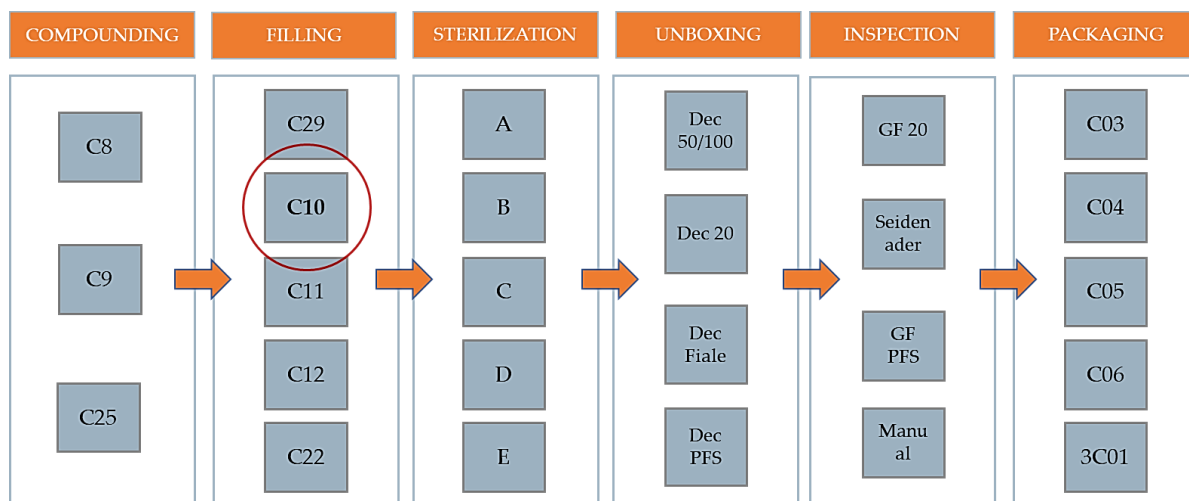 COMPOUNDING
C8
C9
C25
FILLING
C29
C10
C11
C12
C22
STERILIZATION
A
B
C
D
E
UNBOXING
Dec
50/100
Dec 20
Dec
Fiale
Dec
PFS
INSPECTION
GF 20
Seiden
ader
GF
PFS
Manu
al
PACKAGING
C03
C04
C05
C06
3C01